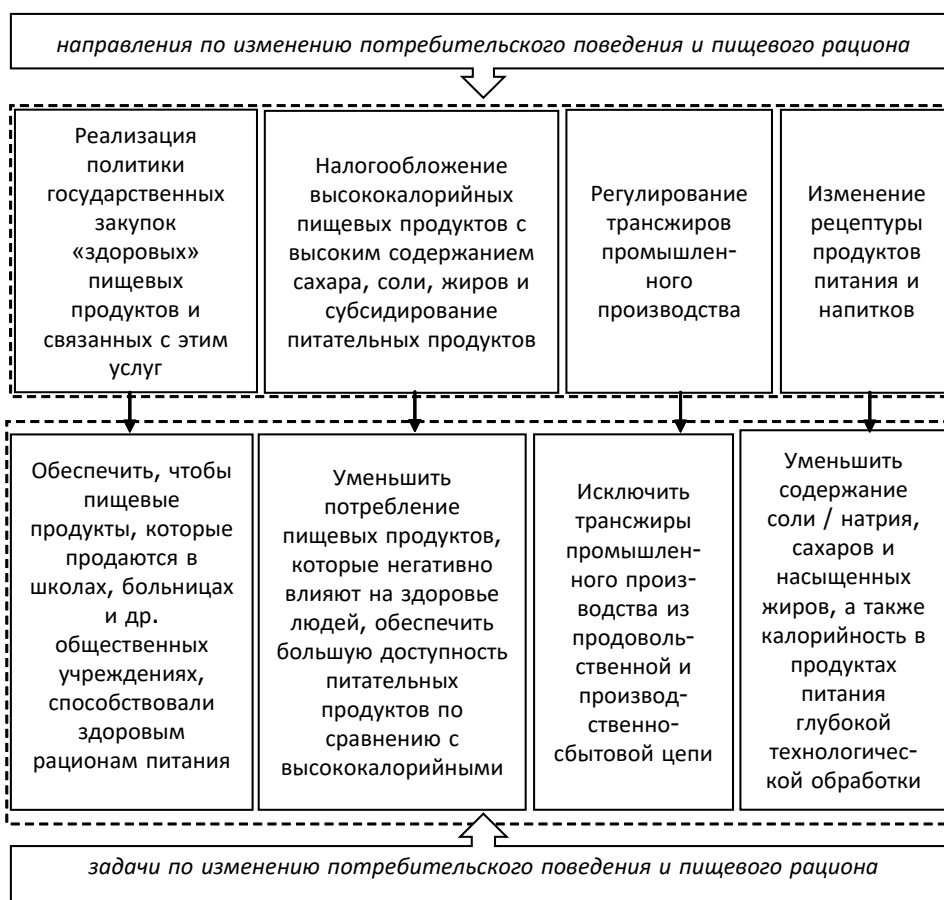 направления по изменению потребительского поведения и пищевого рациона
Реализация
политики
государственных
закупок
«здоровых»
пищевых
продуктов и
связанных с этим
услуг
Налогообложение
высококалорийных
пищевых продуктов с
высоким содержанием
сахара, соли, жиров и
субсидирование
питательных продуктов
Регулирование
трансжиров
промышлен-
ного
производства
Изменение
рецептуры
продуктов
питания и
напитков
Обеспечить, чтобы
пищевые
продукты, которые
продаются в
школах, больницах
и др.
общественных
учреждениях,
способствовали
здоровым
рационам питания
Уменьшить
потребление
пищевых продуктов,
которые негативно
влияют на здоровье
людей, обеспечить
большую доступность
питательных
продуктов по
сравнению с
высококалорийными
Исключить
трансжиры
промышлен-
ного произ-
водства из
продоволь-
ственной и
производ-
ственно-
сбытовой цепи
Уменьшить
содержание
соли / натрия,
сахаров и
насыщенных
жиров, а также
калорийность в
продуктах
питания
глубокой
технологичес-
кой обработки
задачи по изменению потребительского поведения и пищевого рациона